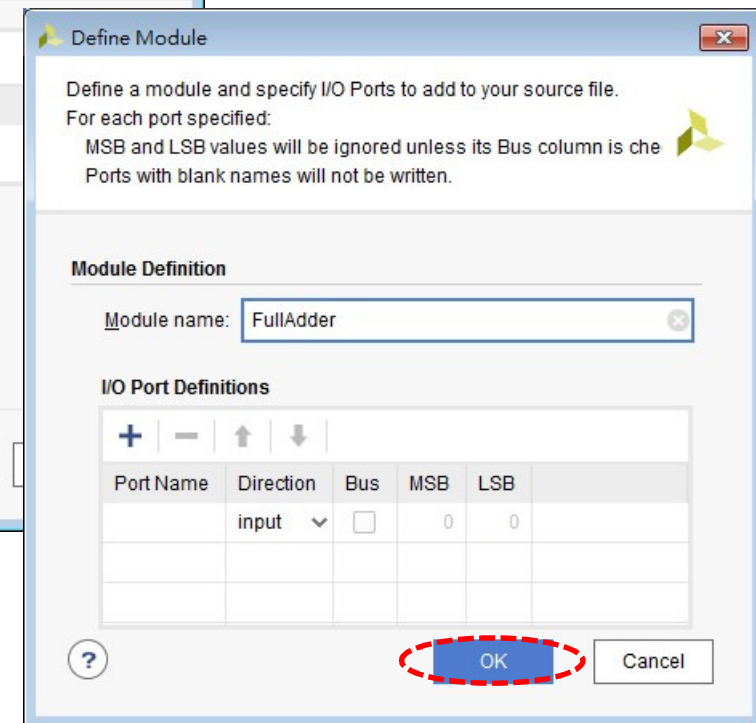 Define Module
Define a module and specify I/O Ports to add to your source file.
For each port specified:
MSB and LSB values will be ignored unless its Bus column is che
Ports with blank names will not be written.
Module Definition
Module name: FullAdder
I/O Port Definitions
Port Name Direction Bus MSB LSB
input 0 0
? OK Cancel